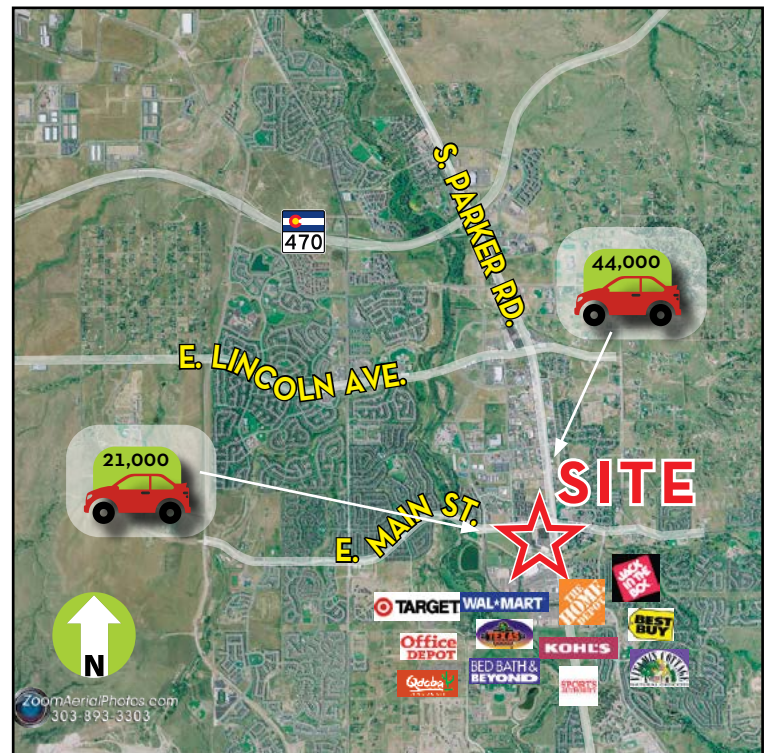 S. PARKER RD.
470
44,000
E. LINCOLN AVE.
21,000
SITE
E. MAIN ST.
JACK
IN THE
BOX
TARGET
WAL★MART
THE
HOME
DEPOT
BEST
BUY
Office
DEPOT
TEXAS
KOHL'S
BED BATH &
BEYOND
VITAMIN COTTAGE
Qdoba
SPORTS
AUTHORITY
N
ZoomAerialPhotos.com
303-893-3303